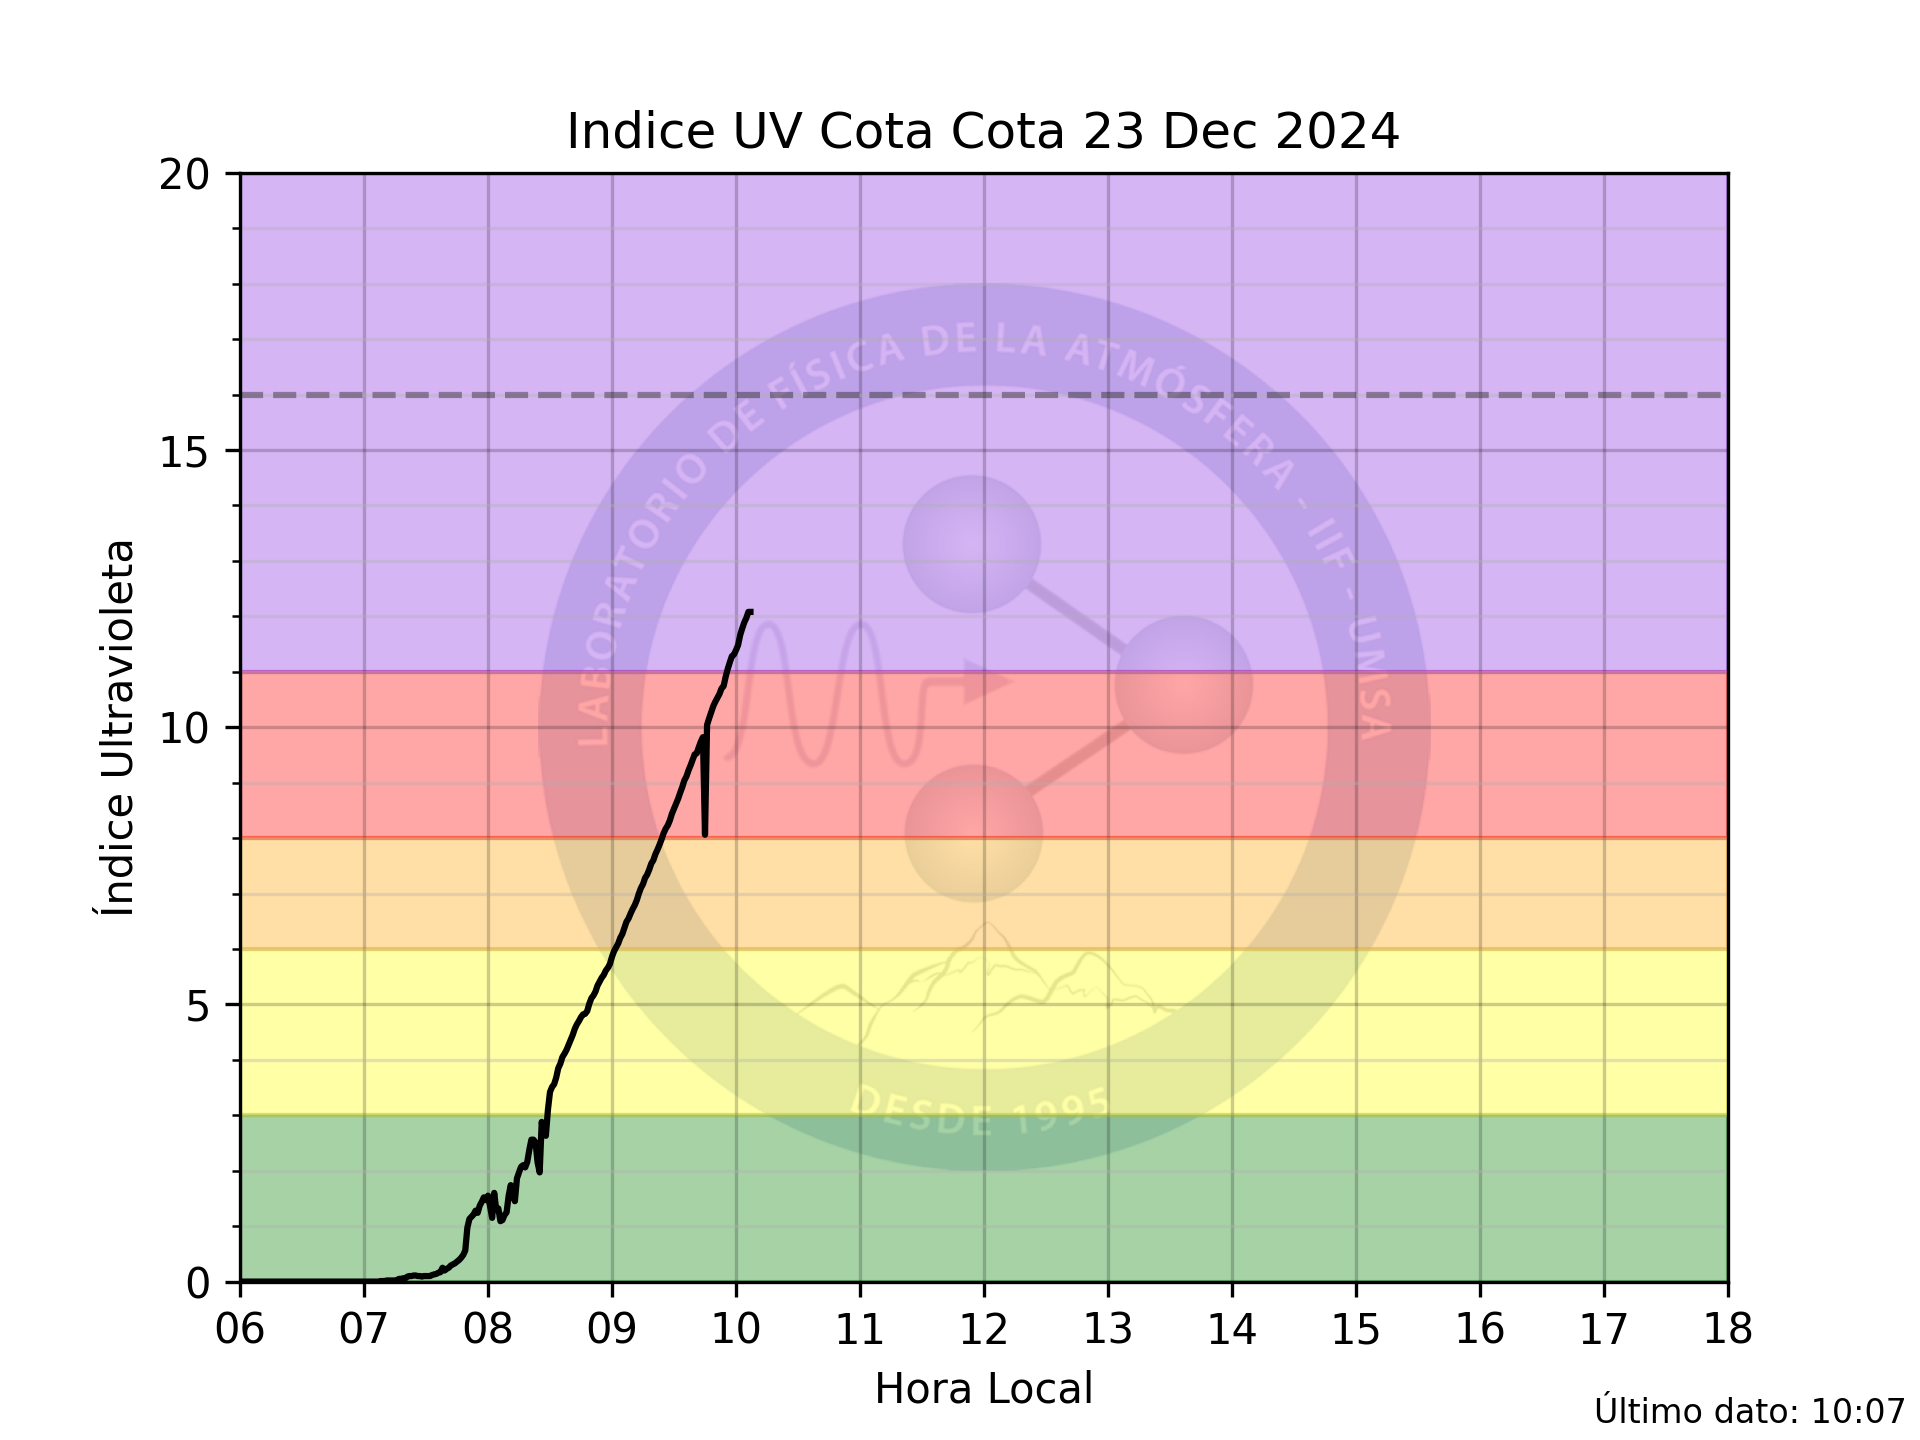 Indice UV Cota Cota 23 Dec 2024
20
15
10
5
0
Índice Ultravioleta
LABORATORIO DE FÍSICA DE LA ATMÓSFERA - IIF - UMSA
DESDE 1995
06 07 08 09 10 11 12 13 14 15 16 17 18
Hora Local
Último dato: 10:07